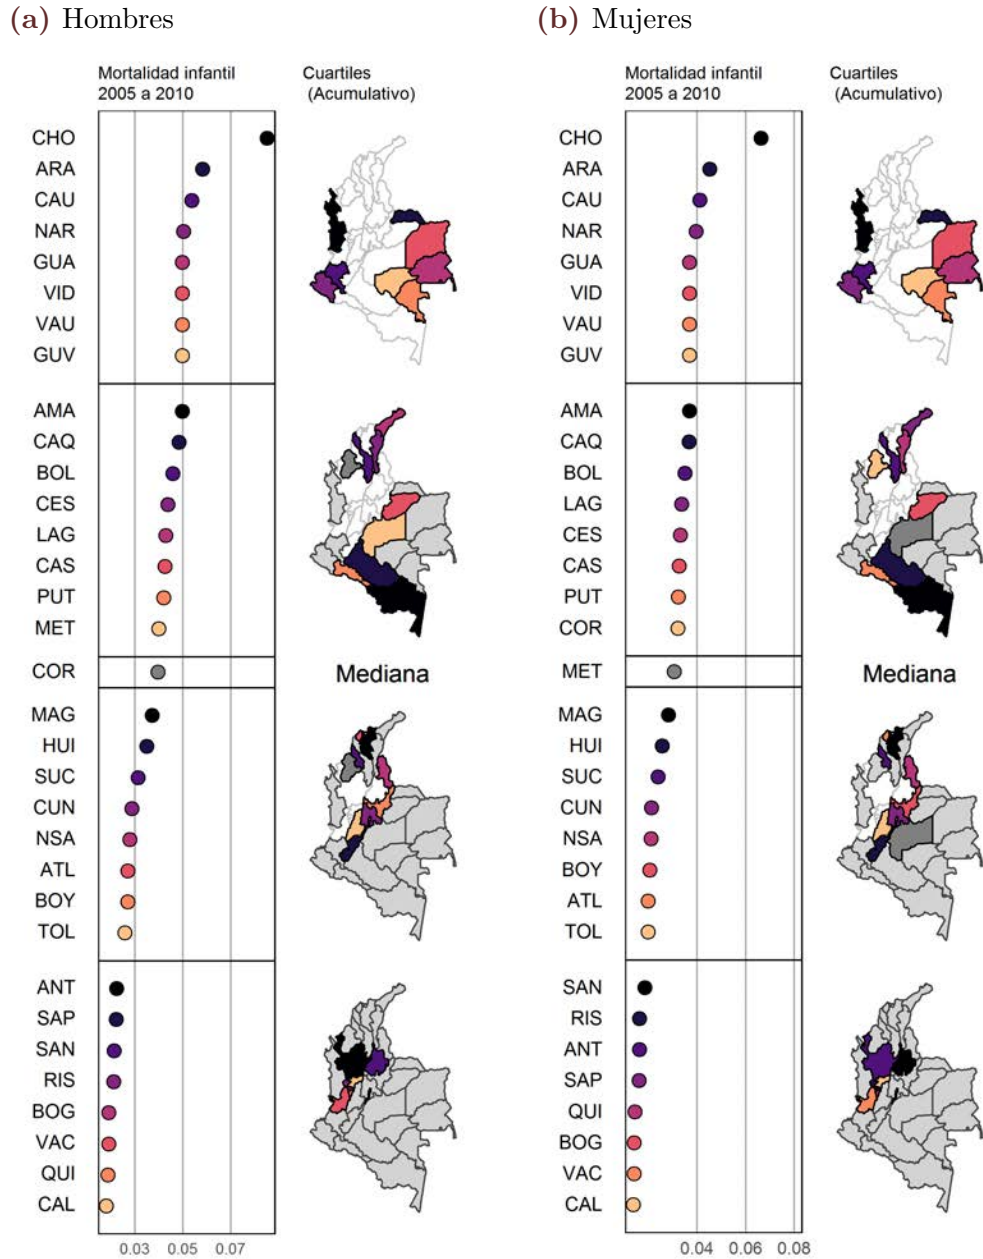 (a) Hombres
Mortalidad infantil
2005 a 2010
Cuartiles
(Acumulativo)
CHO
ARA
CAU
NAR
GUA
VID
VAU
GUV
AMA
CAQ
BOL
CES
LAG
CAS
PUT
MET
COR
Mediana
MAG
HUI
SUC
CUN
NSA
ATL
BOY
TOL
ANT
SAP
SAN
RIS
BOG
VAC
QUI
CAL
0.03 0.05 0.07
(b) Mujeres
Mortalidad infantil
2005 a 2010
Cuartiles
(Acumulativo)
CHO
ARA
CAU
NAR
GUA
VID
VAU
GUV
AMA
CAQ
BOL
LAG
CES
CAS
PUT
COR
MET
Mediana
MAG
HUI
SUC
CUN
NSA
BOY
ATL
TOL
SAN
RIS
ANT
SAP
QUI
BOG
VAC
CAL
0.04 0.06 0.08